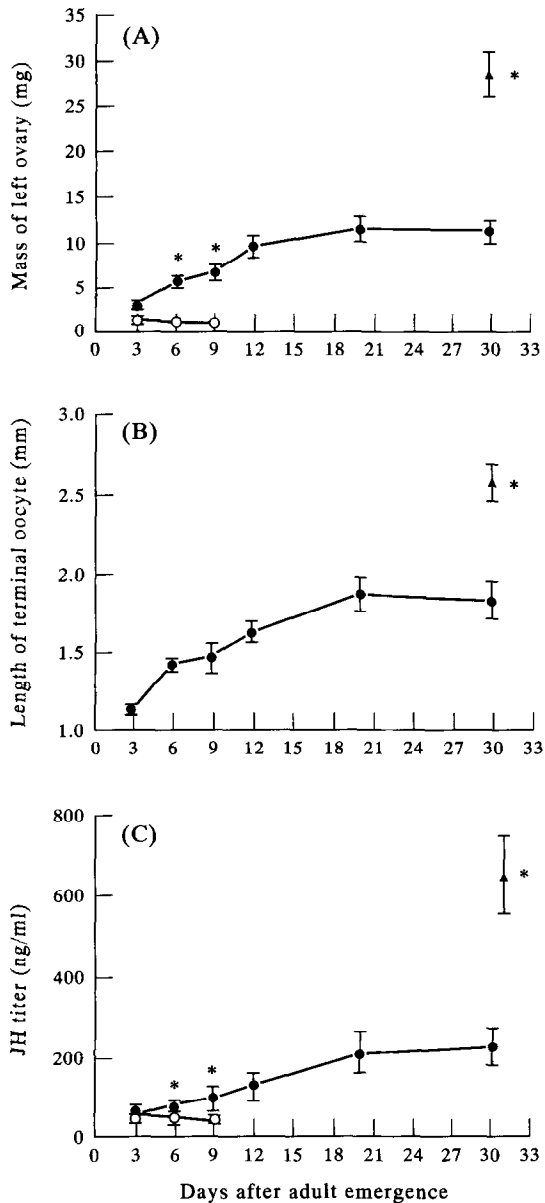 (A)
Mass of left ovary (mg)
35
30
25
20
15
10
5
0
*
*
*
0 3 6 9 12 15 18 21 24 27 30 33
(B)
Length of terminal oocyte (mm)
3.0
2.5
2.0
1.5
1.0
*
0 3 6 9 12 15 18 21 24 27 30 33
(C)
JH titer (ng/ml)
800
600
400
200
0
*
*
*
0 3 6 9 12 15 18 21 24 27 30 33
Days after adult emergence